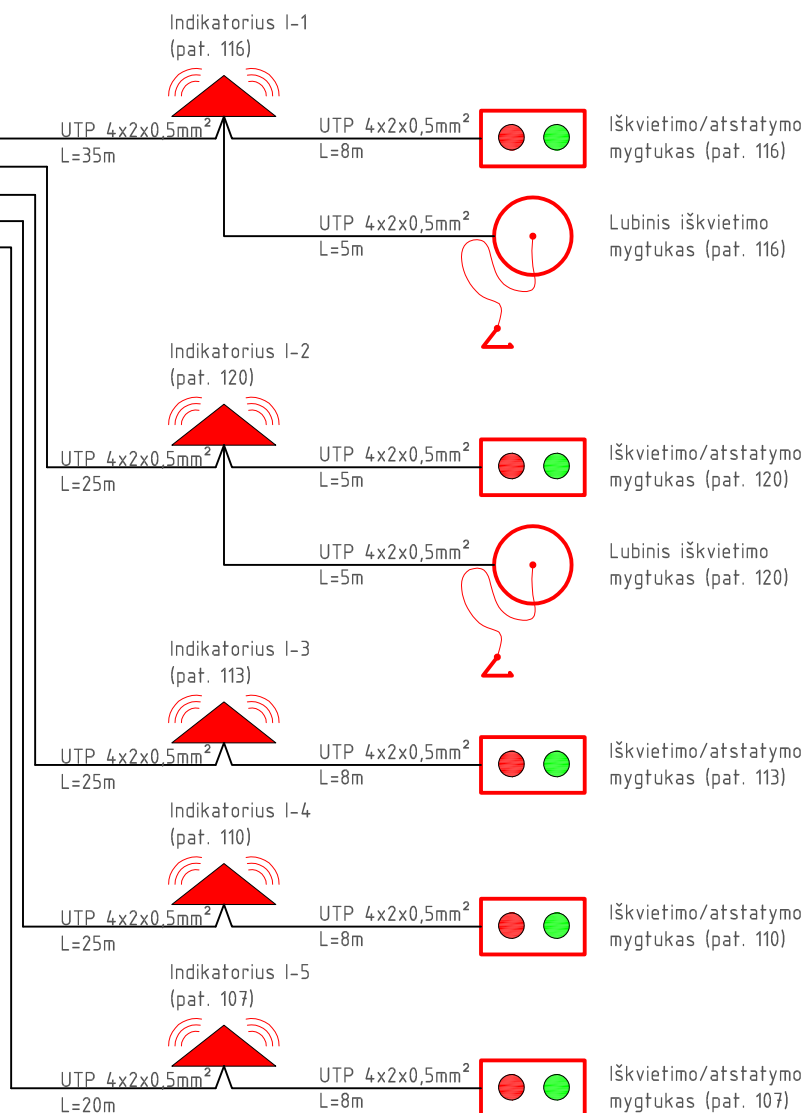 Indikatorius I-1
(pat. 116)
UTP 4x2x0,5mm²
L=35m
UTP 4x2x0,5mm²
L=8m
Iškvietimo/atstatymo
mygtukas (pat. 116)
UTP 4x2x0,5mm²
L=5m
Lubinis iškvietimo
mygtukas (pat. 116)
Indikatorius I-2
(pat. 120)
UTP 4x2x0,5mm²
L=25m
UTP 4x2x0,5mm²
L=5m
Iškvietimo/atstatymo
mygtukas (pat. 120)
UTP 4x2x0,5mm²
L=5m
Lubinis iškvietimo
mygtukas (pat. 120)
Indikatorius I-3
(pat. 113)
UTP 4x2x0,5mm²
L=25m
UTP 4x2x0,5mm²
L=8m
Iškvietimo/atstatymo
mygtukas (pat. 113)
Indikatorius I-4
(pat. 110)
UTP 4x2x0,5mm²
L=25m
UTP 4x2x0,5mm²
L=8m
Iškvietimo/atstatymo
mygtukas (pat. 110)
Indikatorius I-5
(pat. 107)
UTP 4x2x0,5mm²
L=20m
UTP 4x2x0,5mm²
L=8m
Iškvietimo/atstatymo
mygtukas (pat. 107)